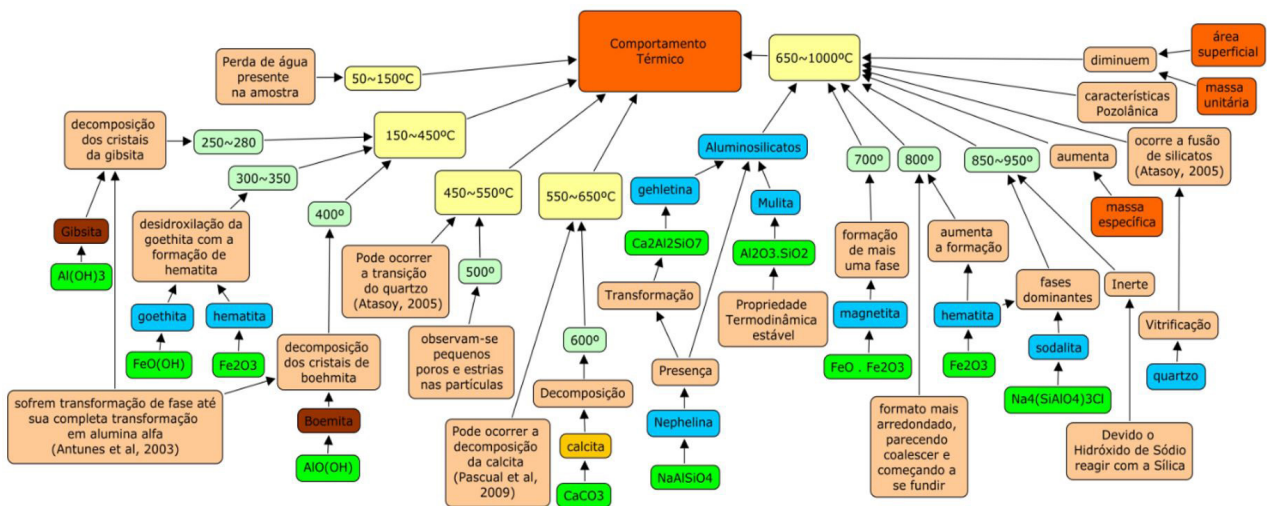 Comportamento
Térmico
Perda de água
presente
na amostra
50~150ºC
650~1000ºC
diminuem
área
superficial
massa
unitária
características
Pozolânica
decomposição
dos cristais
da gibsita
250~280
150~450ºC
300~350
Aluminosilicatos
700º
800º
850~950º
aumenta
ocorre a fusão
de silicatos
(Atasoy, 2005)
450~550ºC
550~650ºC
gehletina
Mulita
massa
específica
Gibsita
desidroxilação da
goethita com a
formação de
hematita
400º
Ca2Al2SiO7
Al2O3.SiO2
formação
de mais
uma fase
aumenta
a formação
Al(OH)3
Pode ocorrer
a transição
do quartzo
(Atasoy, 2005)
500º
Transformação
Propriedade
Termodinâmica
estável
fases
dominantes
Inerte
goethita
hematita
magnetita
hematita
Vitrificação
FeO(OH)
Fe2O3
decomposição
dos cristais de
boehmita
observam-se
pequenos
poros e estrias
nas partículas
600º
Presença
FeO . Fe2O3
Fe2O3
sodalita
quartzo
sofrem transformação de fase até
sua completa transformação
em alumina alfa
(Antunes et al, 2003)
Decomposição
Na4(SiAlO4)3Cl
Boemita
Pode ocorrer a
decomposição
da calcita
(Pascual et al,
2009)
calcita
Nephelina
formato mais
arredondado,
parecendo
coalescer e
começando a
se fundir
Devido o
Hidróxido de Sódio
reagir com a Sílica
AlO(OH)
CaCO3
NaAlSiO4